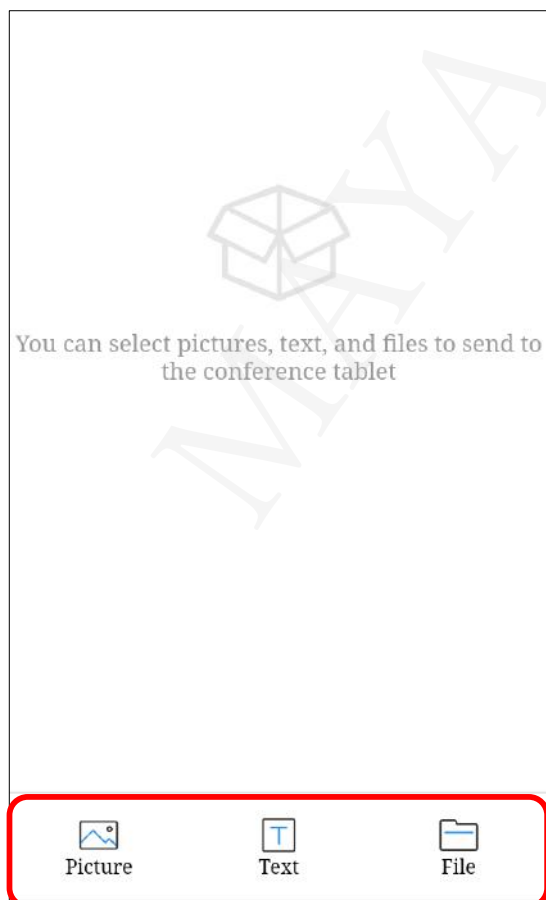 MAYA
You can select pictures, text, and files to send to
the conference tablet
T
Picture
Text
File